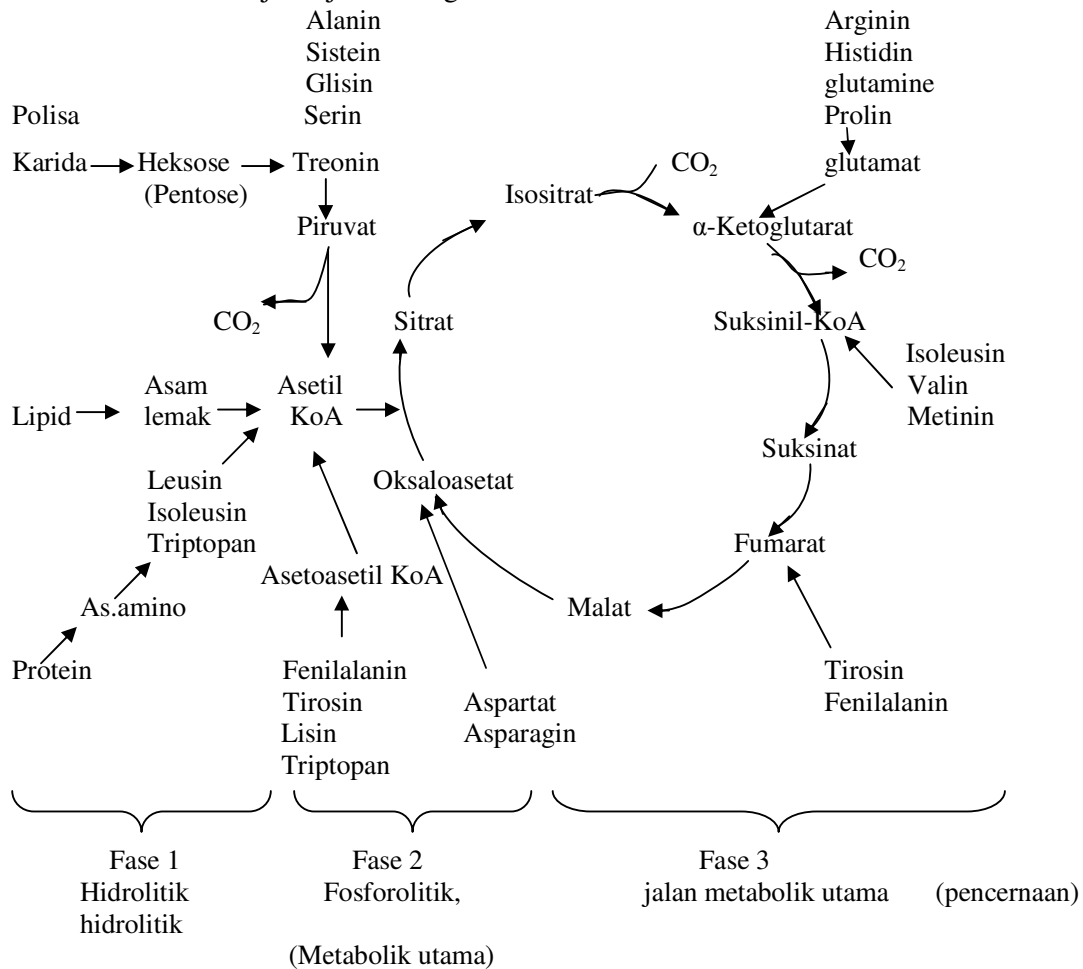 Alanin
Sistein
Glisin
Serin
Arginin
Histidin
glutamine
Prolin
Polisa
Karida
Heksose
(Pentose)
Treonin
glutamat
Isositrat
CO2
Piruvat
α-Ketoglutarat
CO2
CO2
Sitrat
Suksinil-KoA
Isoleusin
Valin
Metinin
Lipid
Asam
lemak
Asetil
KoA
Suksinat
Leusin
Isoleusin
Triptopan
Oksaloasetat
Fumarat
Asetoasetil KoA
As.amino
Malat
Protein
Fenilalanin
Tirosin
Lisin
Triptopan
Aspartat
Asparagin
Tirosin
Fenilalanin
Fase 1
Hidrolitik
hidrolitik
Fase 2
Fosforolitik,
(Metabolik utama)
Fase 3
jalan metabolik utama (pencernaan)